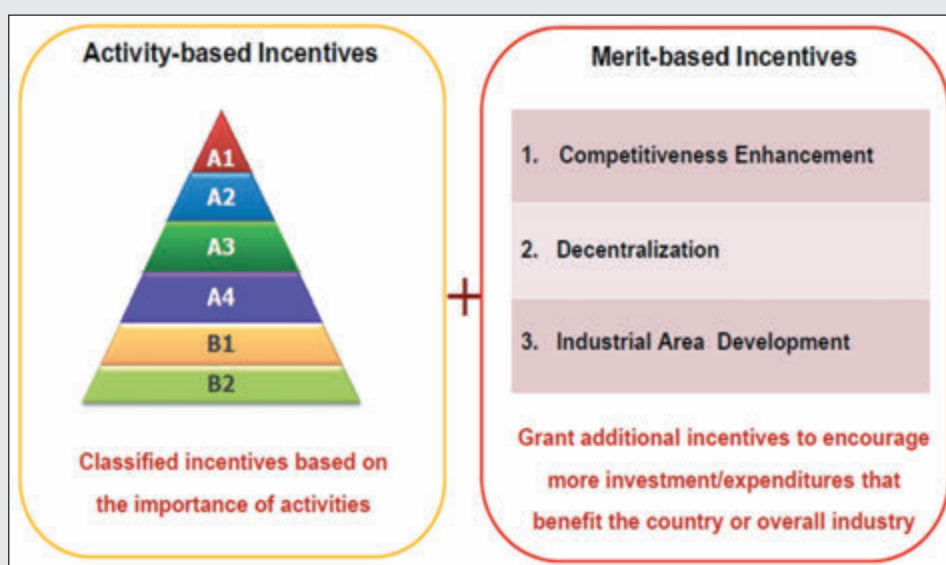 Activity-based Incentives
A1
A2
A3
A4
B1
B2
Classified incentives based on
the importance of activities
+
Merit-based Incentives
1. Competitiveness Enhancement
2. Decentralization
3. Industrial Area Development
Grant additional incentives to encourage
more investment/expenditures that
benefit the country or overall industry